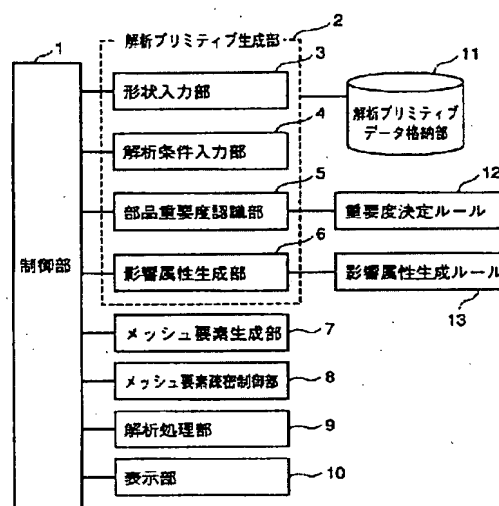 1
2
解析プリミティブ生成部
3
形状入力部
11
解析プリミティブ
データ格納部
4
解析条件入力部
5
部品重要度認識部
12
重要度決定ルール
6
影響属性生成部
影響属性生成ルール
13
制御部
メッシュ要素生成部
7
メッシュ要素疎密制御部
8
解析処理部
9
表示部
10